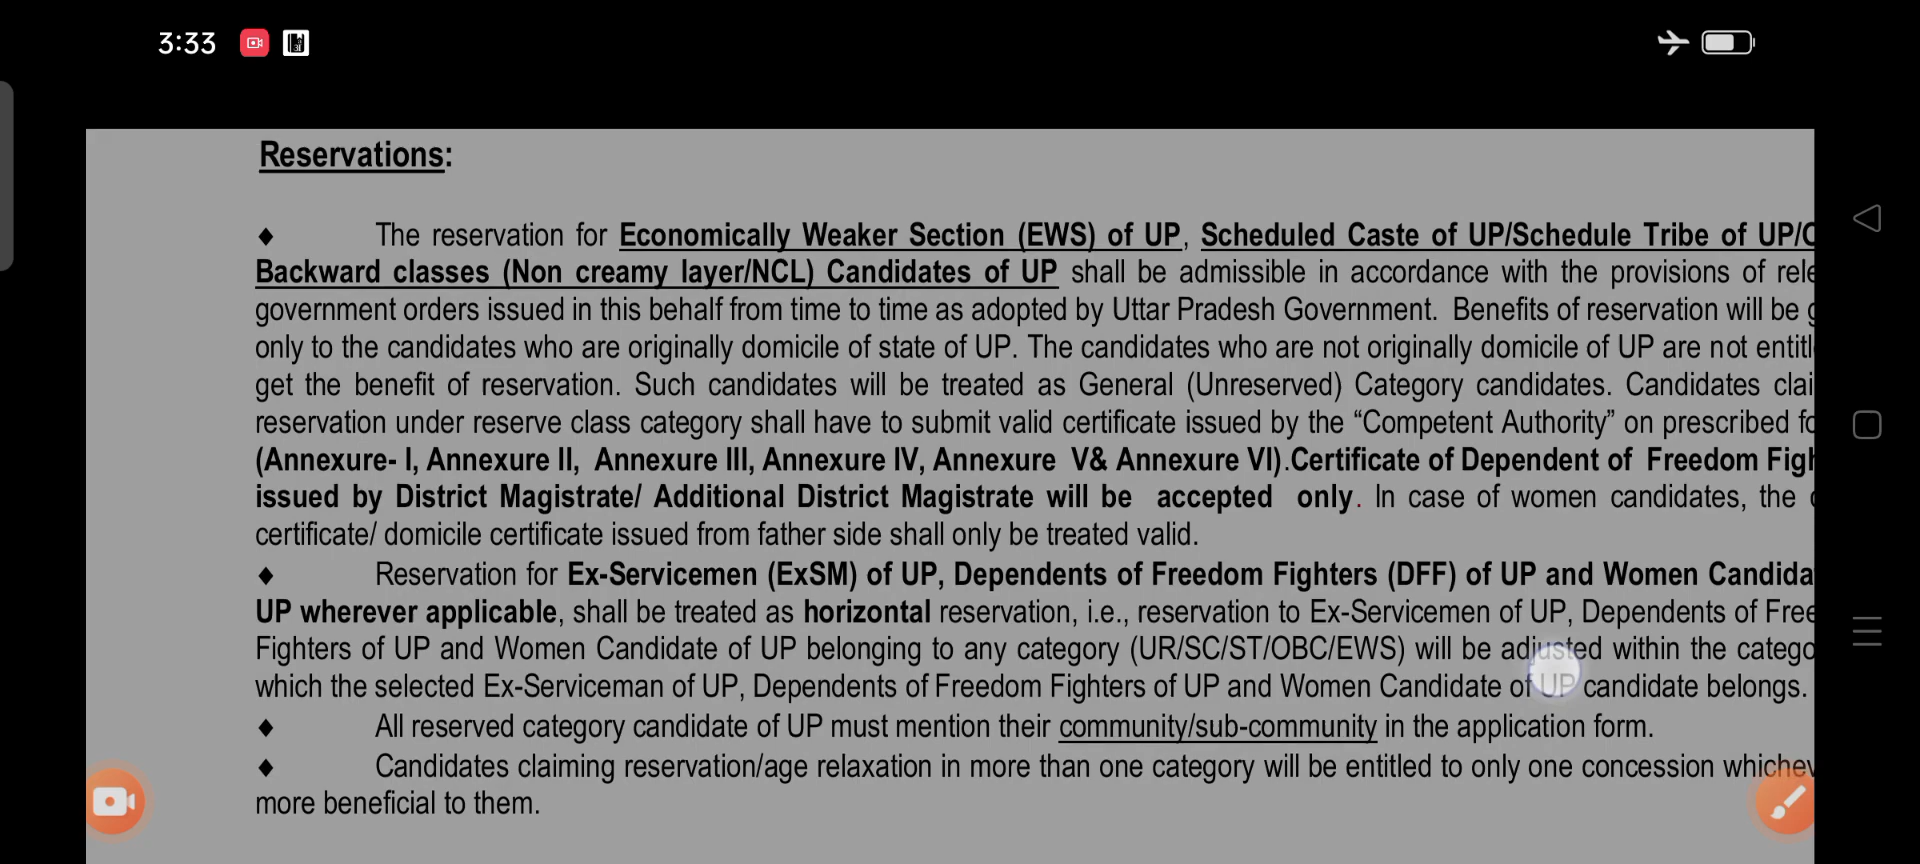 3:33
Reservations:
♦ The reservation for Economically Weaker Section (EWS) of UP, Scheduled Caste of UP/Schedule Tribe of UP/
Backward classes (Non creamy layer/NCL) Candidates of UP shall be admissible in accordance with the provisions of
government orders issued in this behalf from time to time as adopted by Uttar Pradesh Government. Benefits of reservation will be
only to the candidates who are originally domicile of state of UP. The candidates who are not originally domicile of UP are not
get the benefit of reservation. Such candidates will be treated as General (Unreserved) Category candidates. Candidates
reservation under reserve class category shall have to submit valid certificate issued by the “Competent Authority” on prescribed
(Annexure- I, Annexure II, Annexure III, Annexure IV, Annexure V& Annexure VI).Certificate of Dependent of Freedom
issued by District Magistrate/ Additional District Magistrate will be accepted only. In case of women candidates, the
certificate/ domicile certificate issued from father side shall only be treated valid.
♦ Reservation for Ex-Servicemen (ExSM) of UP, Dependents of Freedom Fighters (DFF) of UP and Women
UP wherever applicable, shall be treated as horizontal reservation, i.e., reservation to Ex-Servicemen of UP, Dependents of
Fighters of UP and Women Candidate of UP belonging to any category (UR/SC/ST/OBC/EWS) will be adjusted within the
which the selected Ex-Serviceman of UP, Dependents of Freedom Fighters of UP and Women Candidate of UP candidate belongs.
♦ All reserved category candidate of UP must mention their community/sub-community in the application form.
♦ Candidates claiming reservation/age relaxation in more than one category will be entitled to only one concession
more beneficial to them.